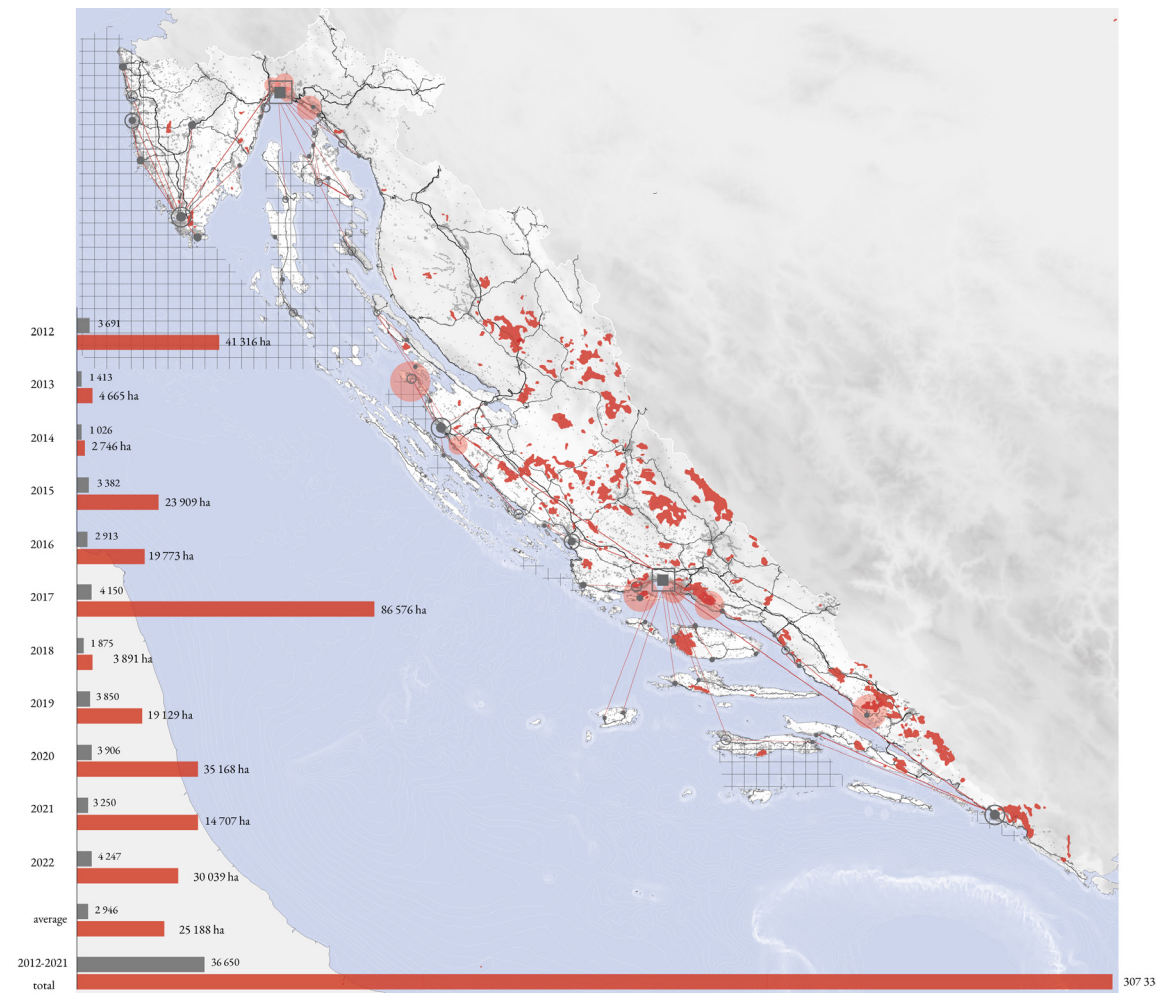 3 691
2012
41 316 ha
1 413
2013
4 665 ha
1 026
2014
2 746 ha
3 382
2015
23 909 ha
2 913
2016
19 773 ha
4 150
2017
86 576 ha
1 875
2018
3 891 ha
3 850
2019
19 129 ha
3 906
2020
35 168 ha
3 250
2021
14 707 ha
4 247
2022
30 039 ha
2 946
average
25 188 ha
2012-2021
36 650
total
307 33